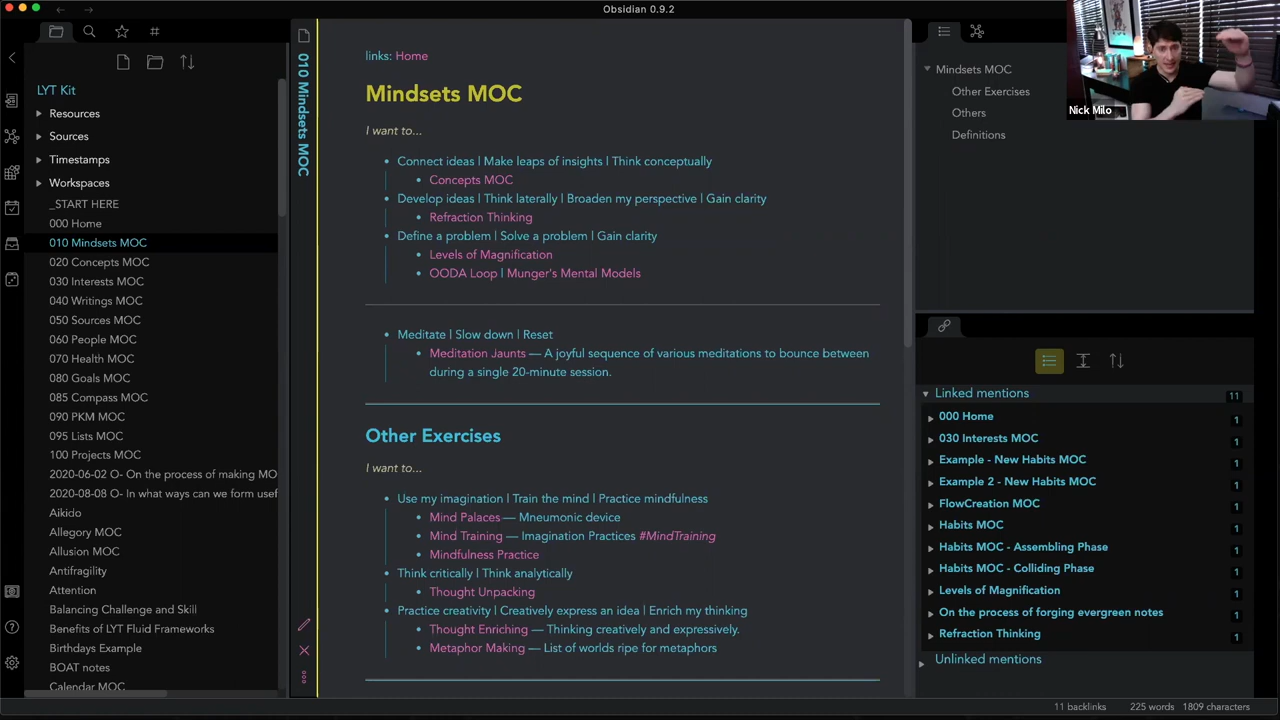 Obsidian 0.9.2
Nick Milo
LYT Kit
Resources
Sources
Timestamps
Workspaces
_START HERE
000 Home
010 Mindsets MOC
020 Concepts MOC
030 Interests MOC
040 Writings MOC
050 Sources MOC
060 People MOC
070 Health MOC
080 Goals MOC
085 Compass MOC
090 PKM MOC
095 Lists MOC
100 Projects MOC
2020-06-02 O- On the process of making MO
2020-08-08 O- In what ways can we form usef
Aikido
Allegory MOC
Allusion MOC
Antifragility
Attention
Balancing Challenge and Skill
Benefits of LYT Fluid Frameworks
Birthdays Example
BOAT notes
Calendar MOC
010 Mindsets MOC
links: Home
Mindsets MOC
I want to...
Connect ideas | Make leaps of insights | Think conceptually
Concepts MOC
Develop ideas | Think laterally | Broaden my perspective | Gain clarity
Refraction Thinking
Define a problem | Solve a problem | Gain clarity
Levels of Magnification
OODA Loop | Munger's Mental Models
Meditate | Slow down | Reset
Meditation Jaunts — A joyful sequence of various meditations to bounce between
during a single 20-minute session.
Other Exercises
I want to...
Use my imagination | Train the mind | Practice mindfulness
Mind Palaces — Mneumonic device
Mind Training — Imagination Practices #MindTraining
Mindfulness Practice
Think critically | Think analytically
Thought Unpacking
Practice creativity | Creatively express an idea | Enrich my thinking
Thought Enriching — Thinking creatively and expressively.
Metaphor Making — List of worlds ripe for metaphors
Mindsets MOC
Other Exercises
Others
Definitions
Linked mentions 11
000 Home 1
030 Interests MOC 1
Example - New Habits MOC 1
Example 2 - New Habits MOC 1
FlowCreation MOC 1
Habits MOC 1
Habits MOC - Assembling Phase 1
Habits MOC - Colliding Phase 1
Levels of Magnification 1
On the process of forging evergreen notes 1
Refraction Thinking 1
Unlinked mentions
11 backlinks 225 words 1809 characters